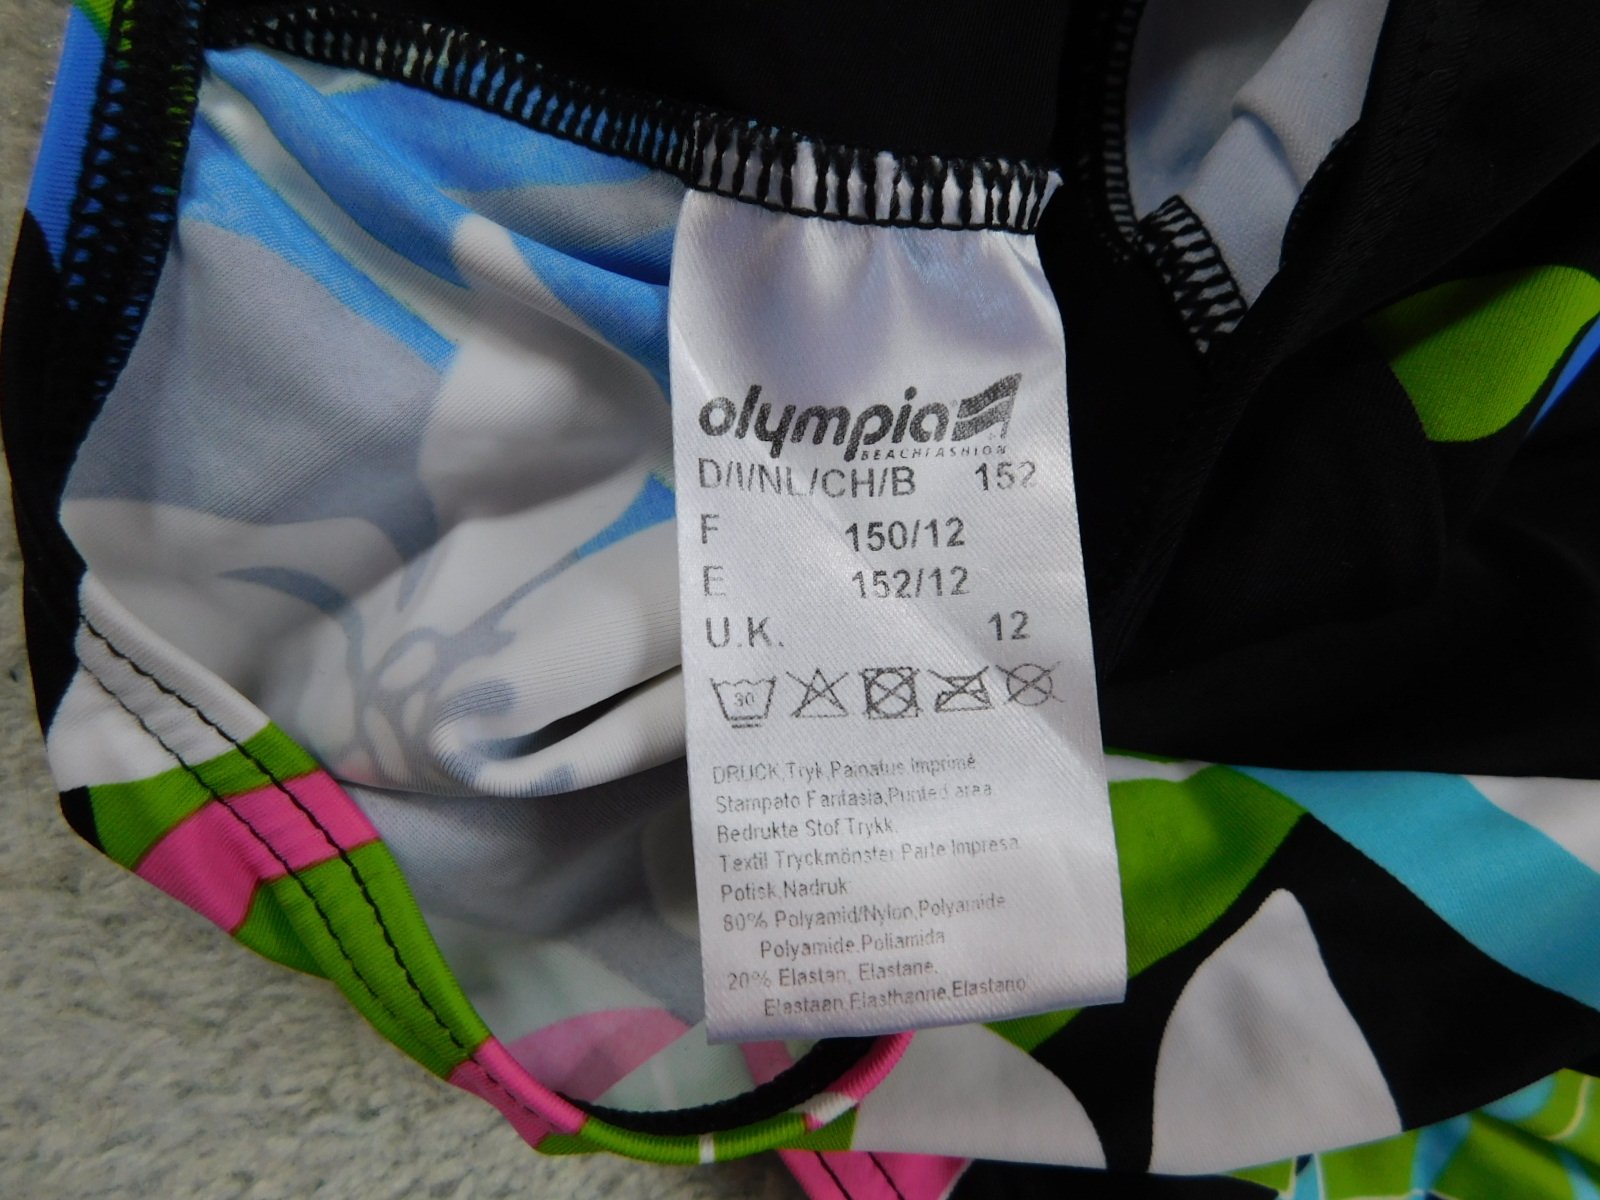 olympia
BEACHFASHION
D/I/NL/CH/B 152
F 150/12
E 152/12
U.K. 12
30
DRUCK,Tryk,Painatus,Imprimé
Stampato Fantasia,Printed area
Bedrukte Stof Trykk.
Textil Tryckmönster Parte Impresa
Potisk,Nadruk
80% Polyamid/Nylon,Polyamide
Polyamide,Poliamida
20% Elastan, Elastane.
Elastaan Elasthanne,Elastano